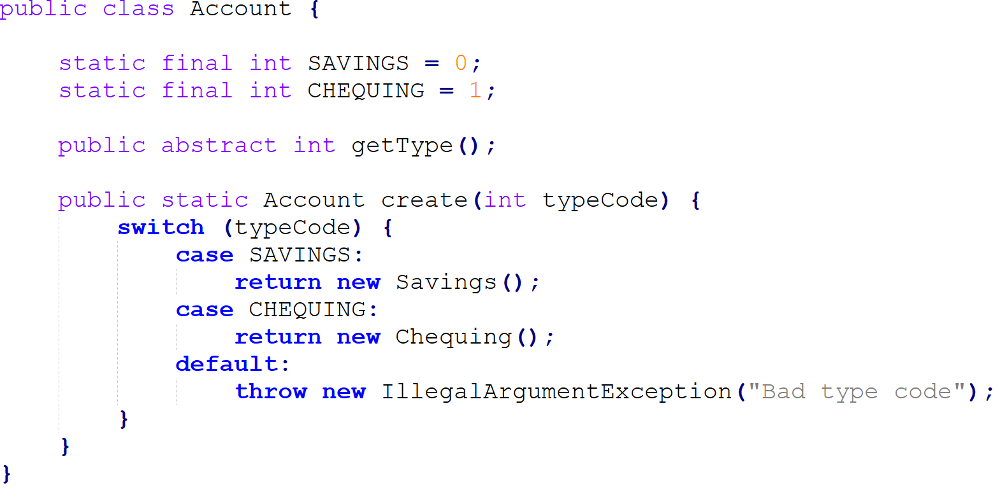 public class Account {
static final int SAVINGS = 0;
static final int CHEQUING = 1;
public abstract int getType();
public static Account create(int typeCode) {
switch (typeCode) {
case SAVINGS:
return new Savings();
case CHEQUING:
return new Chequing();
default:
throw new IllegalArgumentException("Bad type code");
}
}
}